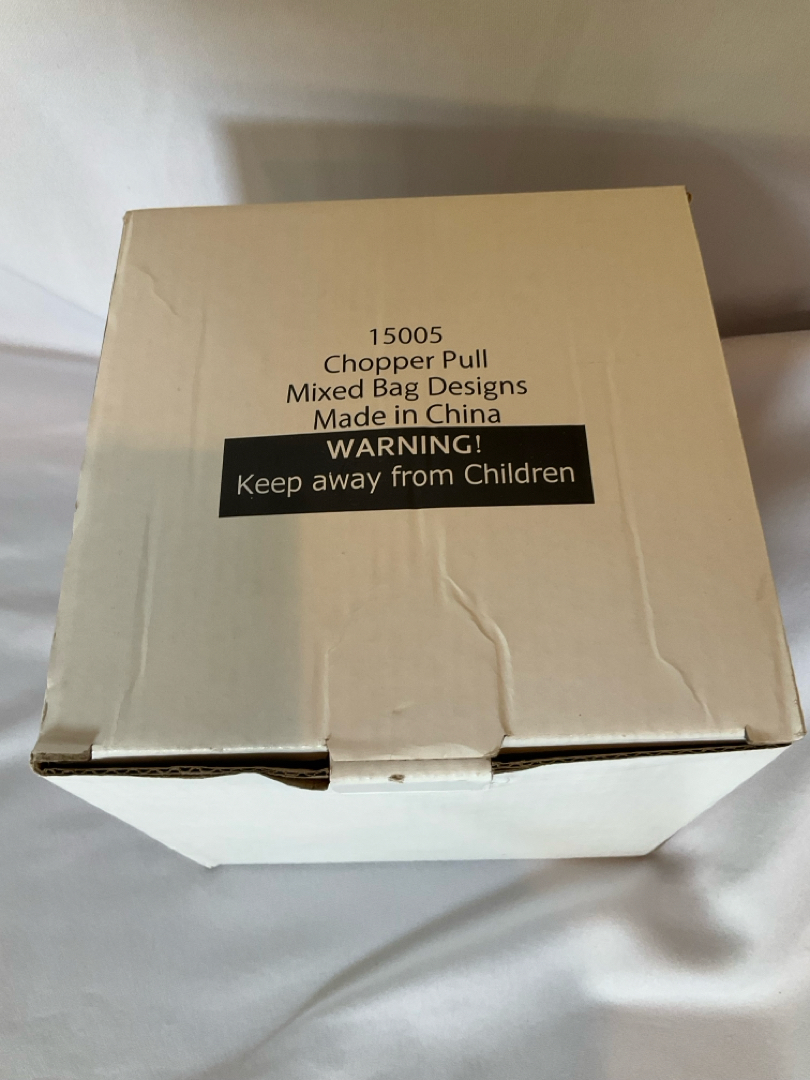 15005
Chopper Pull
Mixed Bag Designs
Made in China
WARNING!
Keep away from Children